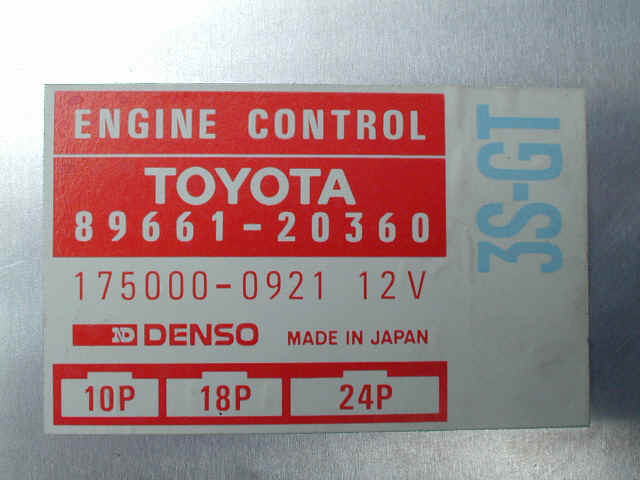 ENGINE CONTROL
TOYOTA
89661-20360
175000-0921 12V
ND DENSO MADE IN JAPAN
10P 18P 24P
3S-GT